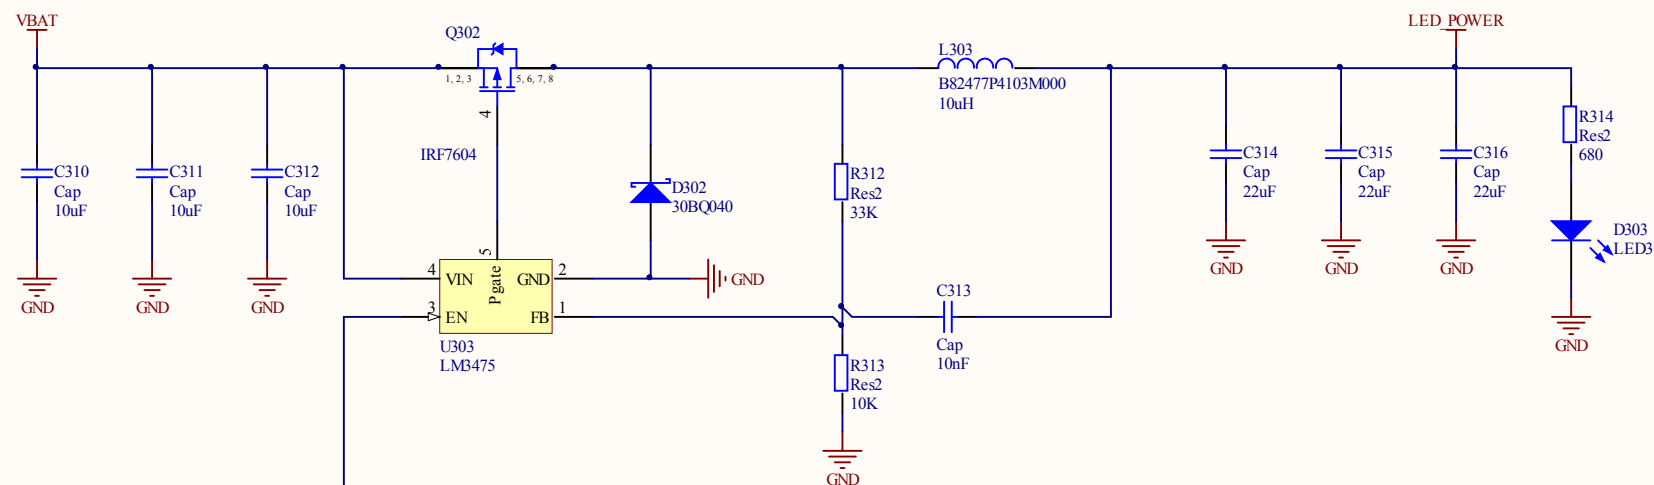 VBAT
LED_POWER
Q302
1, 2, 3
5, 6, 7, 8
4
IRF7604
L303
B82477P4103M000
10uH
C310
Cap
10uF
C311
Cap
10uF
C312
Cap
10uF
D302
30BQ040
R312
Res2
33K
C314
Cap
22uF
C315
Cap
22uF
C316
Cap
22uF
R314
Res2
680
D303
LED3
GND
GND
GND
GND
GND
GND
GND
GND
5
Pgate
4
VIN
GND
2
3
EN
FB
1
U303
LM3475
C313
Cap
10nF
R313
Res2
10K
GND